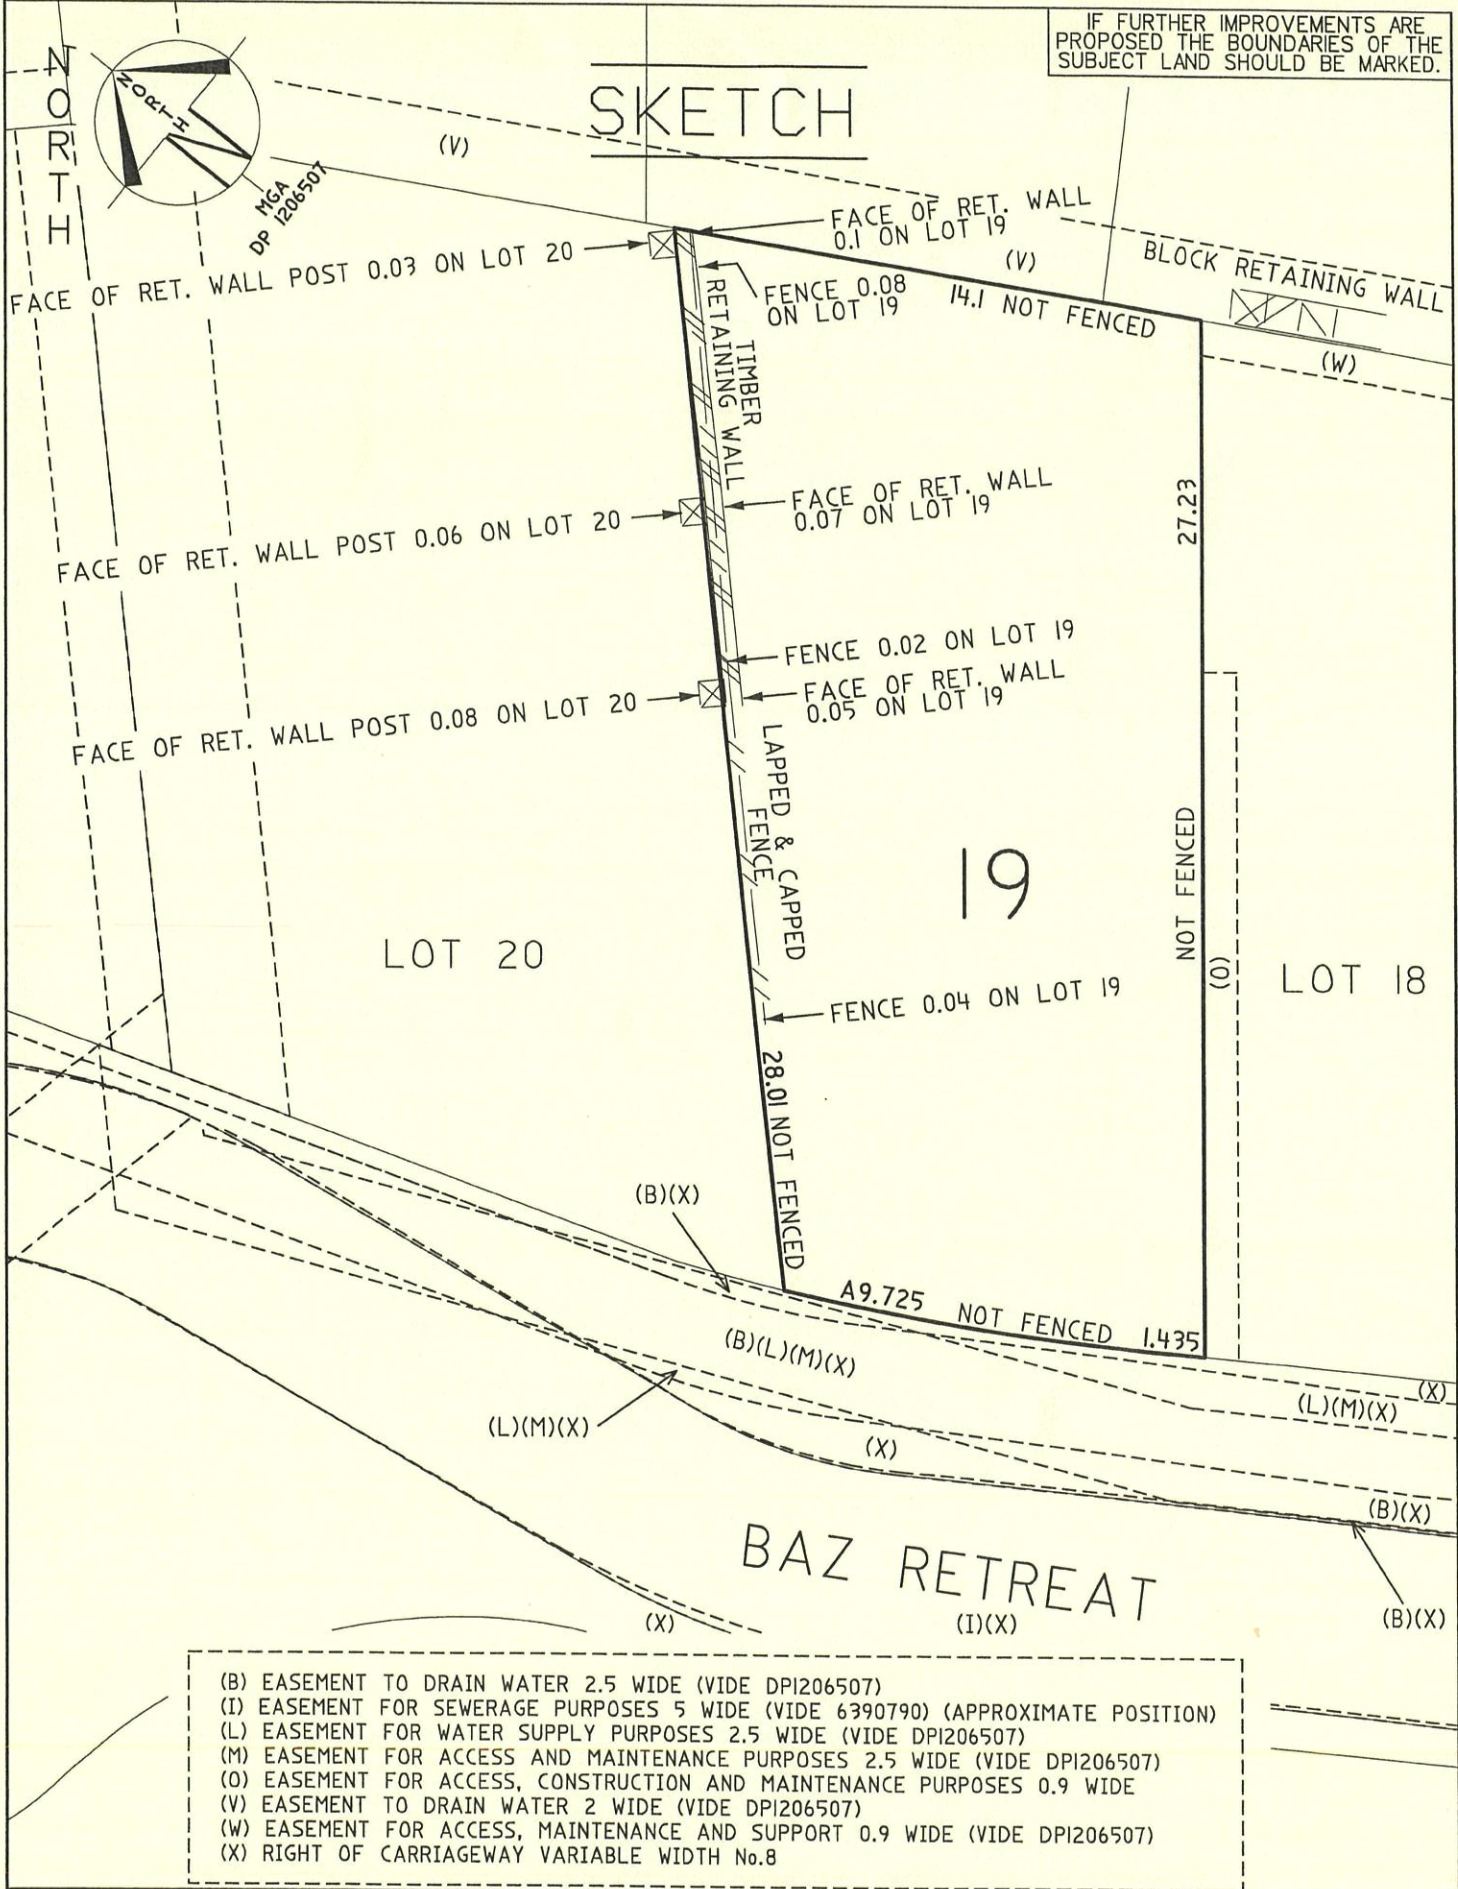 IF FURTHER IMPROVEMENTS ARE
PROPOSED THE BOUNDARIES OF THE
SUBJECT LAND SHOULD BE MARKED.
NORTH
NORTH
MGA
DP 1206507
SKETCH
(V)
FACE OF RET. WALL
0.1 ON LOT 19
(V)
BLOCK RETAINING WALL
FACE OF RET. WALL POST 0.03 ON LOT 20
FENCE 0.08
ON LOT 19
14.1 NOT FENCED
(W)
TIMBER
RETAINING WALL
FACE OF RET. WALL
0.07 ON LOT 19
27.23
FACE OF RET. WALL POST 0.06 ON LOT 20
FENCE 0.02 ON LOT 19
FACE OF RET. WALL
0.05 ON LOT 19
FACE OF RET. WALL POST 0.08 ON LOT 20
LAPPED & CAPPED
FENCE
19
NOT FENCED
LOT 20
(O)
LOT 18
FENCE 0.04 ON LOT 19
28.01 NOT FENCED
(B)(X)
A9.725 NOT FENCED 1.435
(B)(L)(M)(X)
(X)
(L)(M)(X)
(L)(M)(X)
(X)
(B)(X)
BAZ RETREAT
(X)
(I)(X)
(B)(X)
(B) EASEMENT TO DRAIN WATER 2.5 WIDE (VIDE DP1206507)
(I) EASEMENT FOR SEWERAGE PURPOSES 5 WIDE (VIDE 6390790) (APPROXIMATE POSITION)
(L) EASEMENT FOR WATER SUPPLY PURPOSES 2.5 WIDE (VIDE DP1206507)
(M) EASEMENT FOR ACCESS AND MAINTENANCE PURPOSES 2.5 WIDE (VIDE DP1206507)
(O) EASEMENT FOR ACCESS, CONSTRUCTION AND MAINTENANCE PURPOSES 0.9 WIDE
(V) EASEMENT TO DRAIN WATER 2 WIDE (VIDE DP1206507)
(W) EASEMENT FOR ACCESS, MAINTENANCE AND SUPPORT 0.9 WIDE (VIDE DP1206507)
(X) RIGHT OF CARRIAGEWAY VARIABLE WIDTH No.8